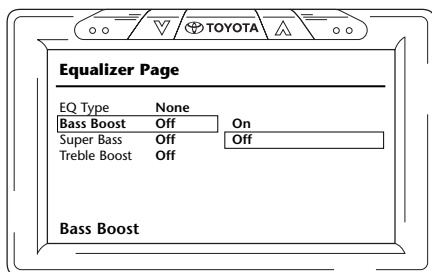 TOYOTA
Equalizer Page
EQ Type None
Bass Boost Off On
Super Bass Off Off
Treble Boost Off
Bass Boost